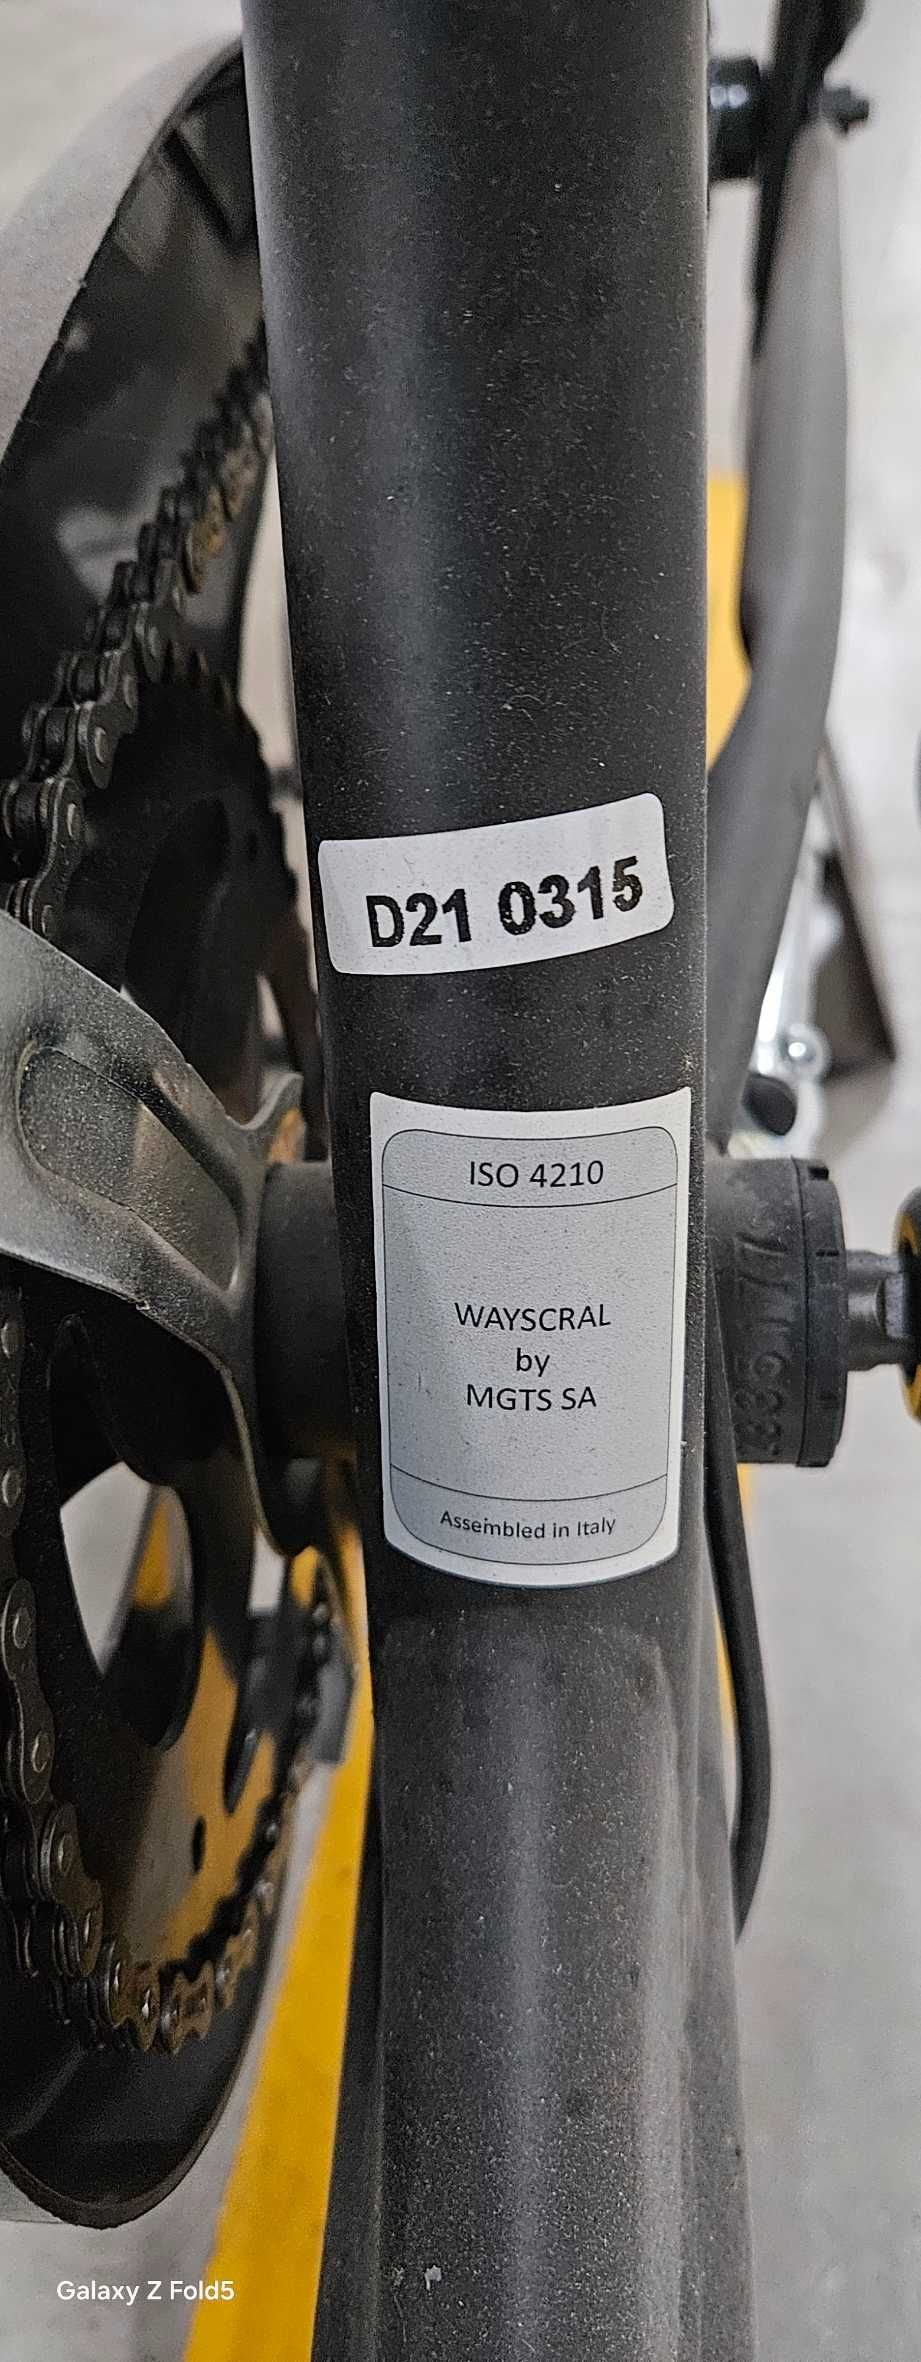 D21 0315
ISO 4210
WAYSCRAL
by
MGTS SA
Assembled in Italy
Galaxy Z Fold5